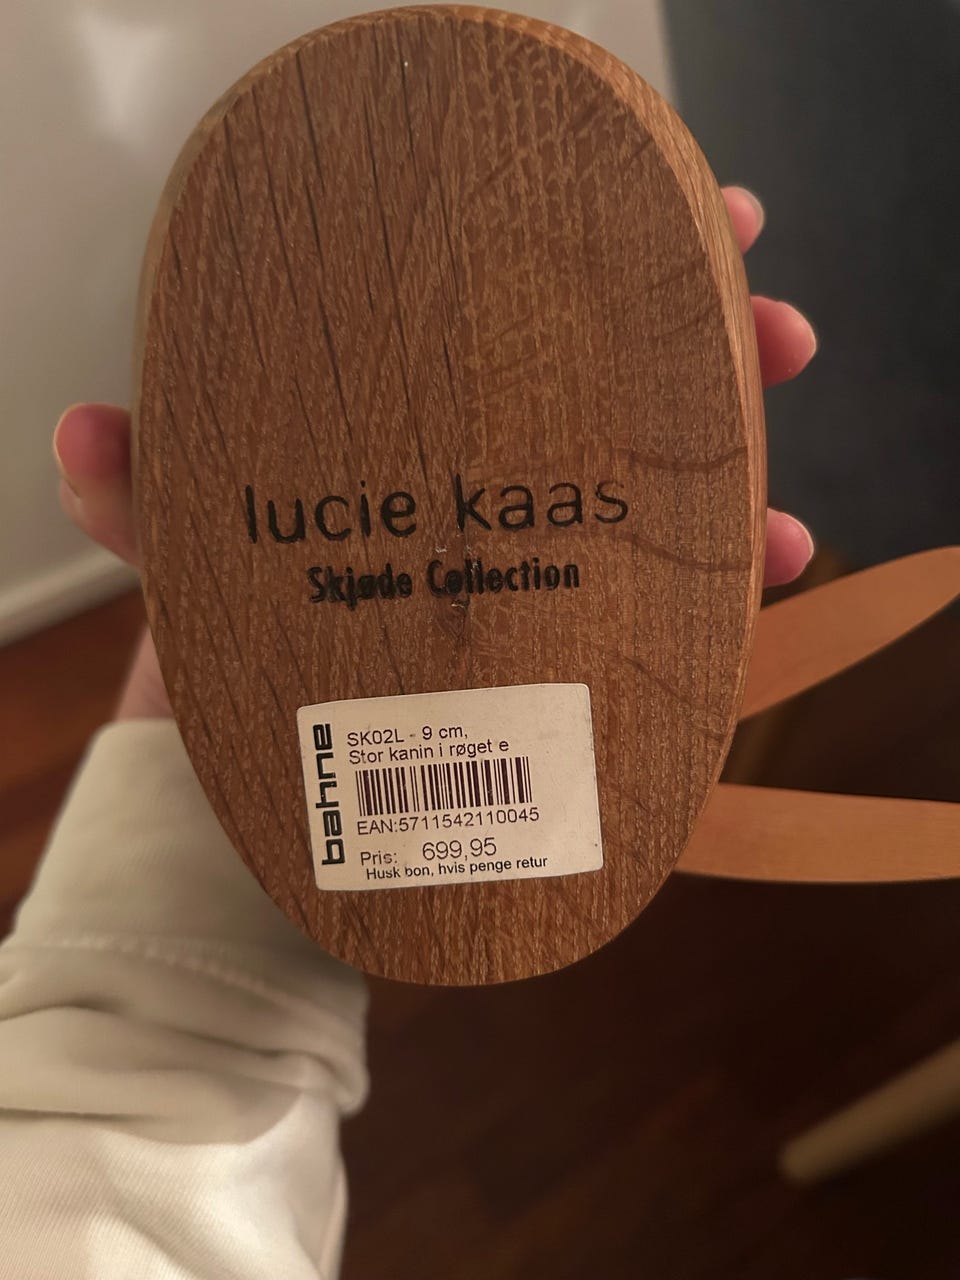 lucie kaas
Skjøde Collection
bahne
SK02L - 9 cm,
Stor kanin i røget e
EAN:5711542110045
Pris: 699,95
Husk bon, hvis penge retur